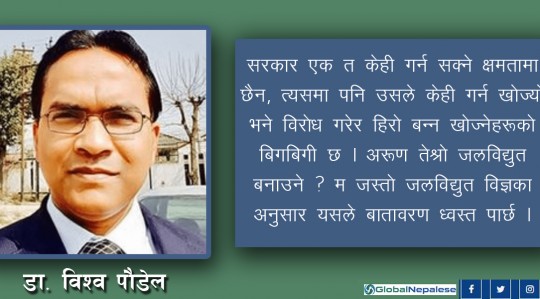 सरकार एक त केही गर्न सक्ने क्षमतामा
छैन, त्यसमा पनि उसले केही गर्न खोज्यो
भने विरोध गरेर हिरो बन्न खोज्नेहरूको
बिगबिगी छ । अरूण तेश्रो जलविद्युत
बनाउने ? म जस्तो जलविद्युत विज्ञका
अनुसार यसले बातावरण ध्वस्त पार्छ ।
डा. विश्व पौडेल
GlobalNepalese